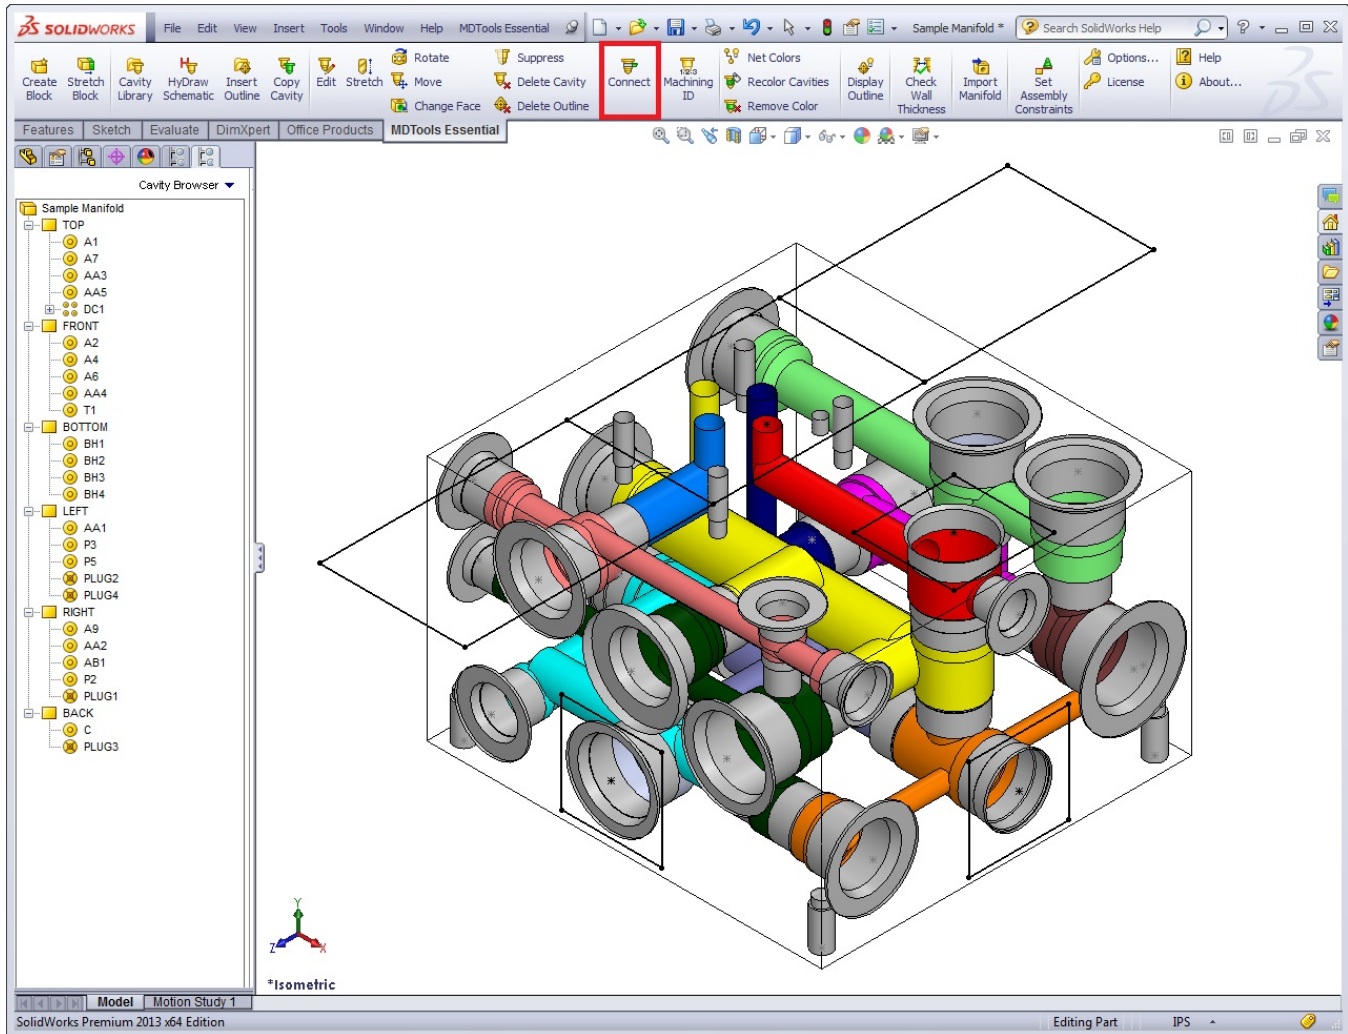 SOLIDWORKS File Edit View Insert Tools Window Help MDTools Essential Sample Manifold * Search SolidWorks Help
Create Block
Stretch Block
Cavity Library
HyDraw Schematic
Insert Outline
Copy Cavity
Edit
Stretch
Rotate
Move
Change Face
Suppress
Delete Cavity
Delete Outline
Connect
Machining ID
Net Colors
Recolor Cavities
Remove Color
Display Outline
Check Wall Thickness
Import Manifold
Set Assembly Constraints
Options...
License
Help
About...
Features Sketch Evaluate DimXpert Office Products MDTools Essential
Cavity Browser
Sample Manifold
TOP
A1
A7
AA3
AA5
DC1
FRONT
A2
A4
A6
AA4
T1
BOTTOM
BH1
BH2
BH3
BH4
LEFT
AA1
P3
P5
PLUG2
PLUG4
RIGHT
A9
AA2
AB1
P2
PLUG1
BACK
C
PLUG3
Y
Z
X
*Isometric
Model Motion Study 1
SolidWorks Premium 2013 x64 Edition Editing Part IPS